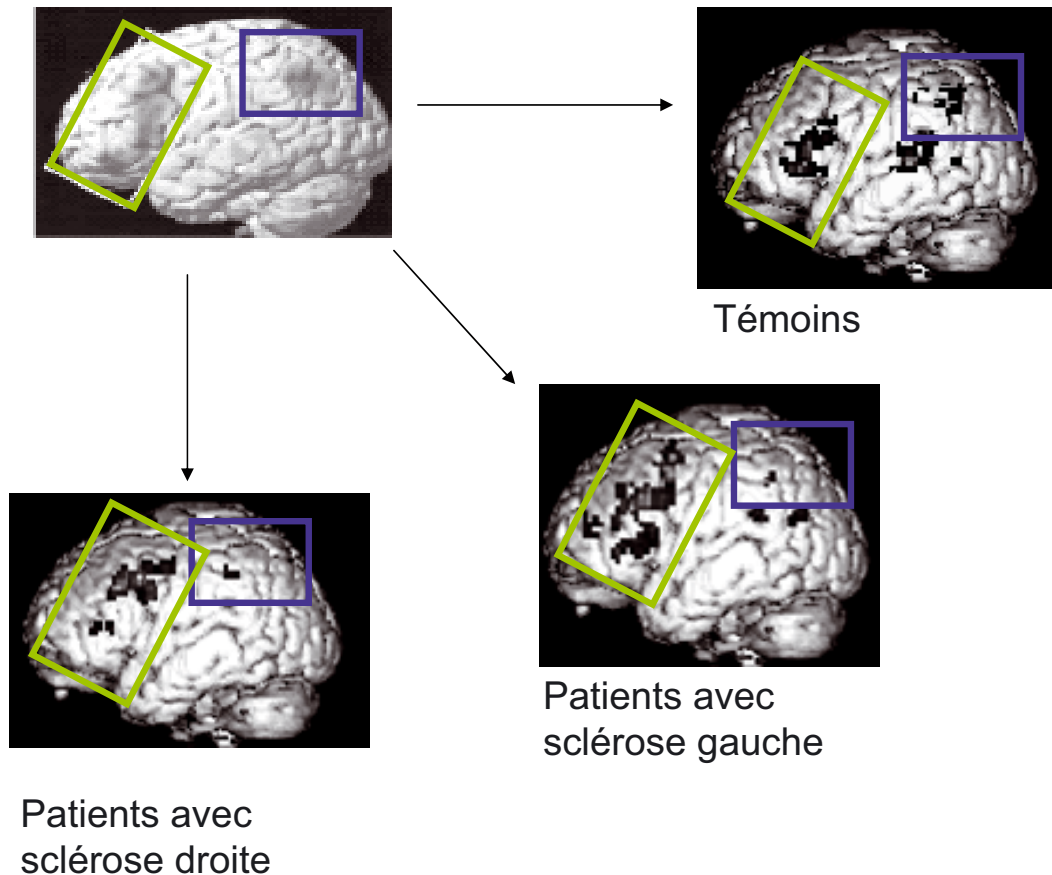 Témoins
Patients avec
sclérose gauche
Patients avec
sclérose droite